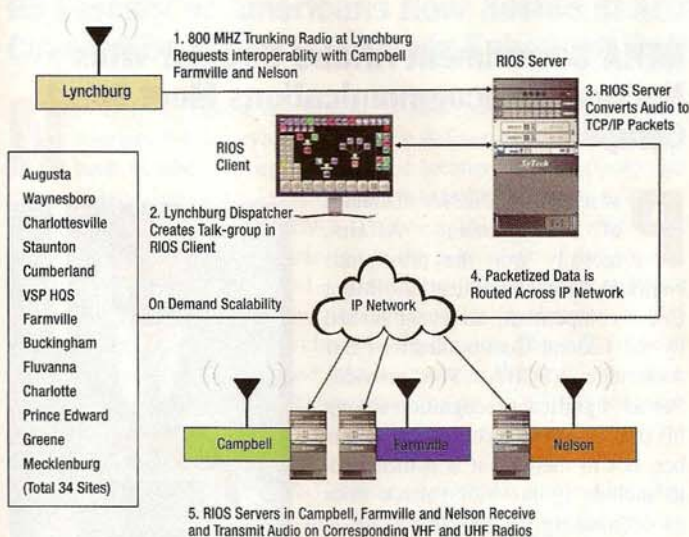 1. 800 MHZ Trunking Radio at Lynchburg
Requests Interoperability with Campbell
Farmville and Nelson
Lynchburg
RIOS Server
3. RIOS Server
Converts Audio to
TCP/IP Packets
RIOS
Client
SyTech
2. Lynchburg Dispatcher
Creates Talk-group in
RIOS Client
Augusta
Waynesboro
Charlottesville
Staunton
Cumberland
VSP HOS
Farmville
Buckingham
Fluvanna
Charlotte
Prince Edward
Greene
Mecklenburg
(Total 34 Sites)
On Demand Scalability
IP Network
4. Packetized Data is
Routed Across IP Network
Campbell
Farmville
Nelson
5. RIOS Servers in Campbell, Farmville and Nelson Receive
and Transmit Audio on Corresponding VHF and UHF Radios